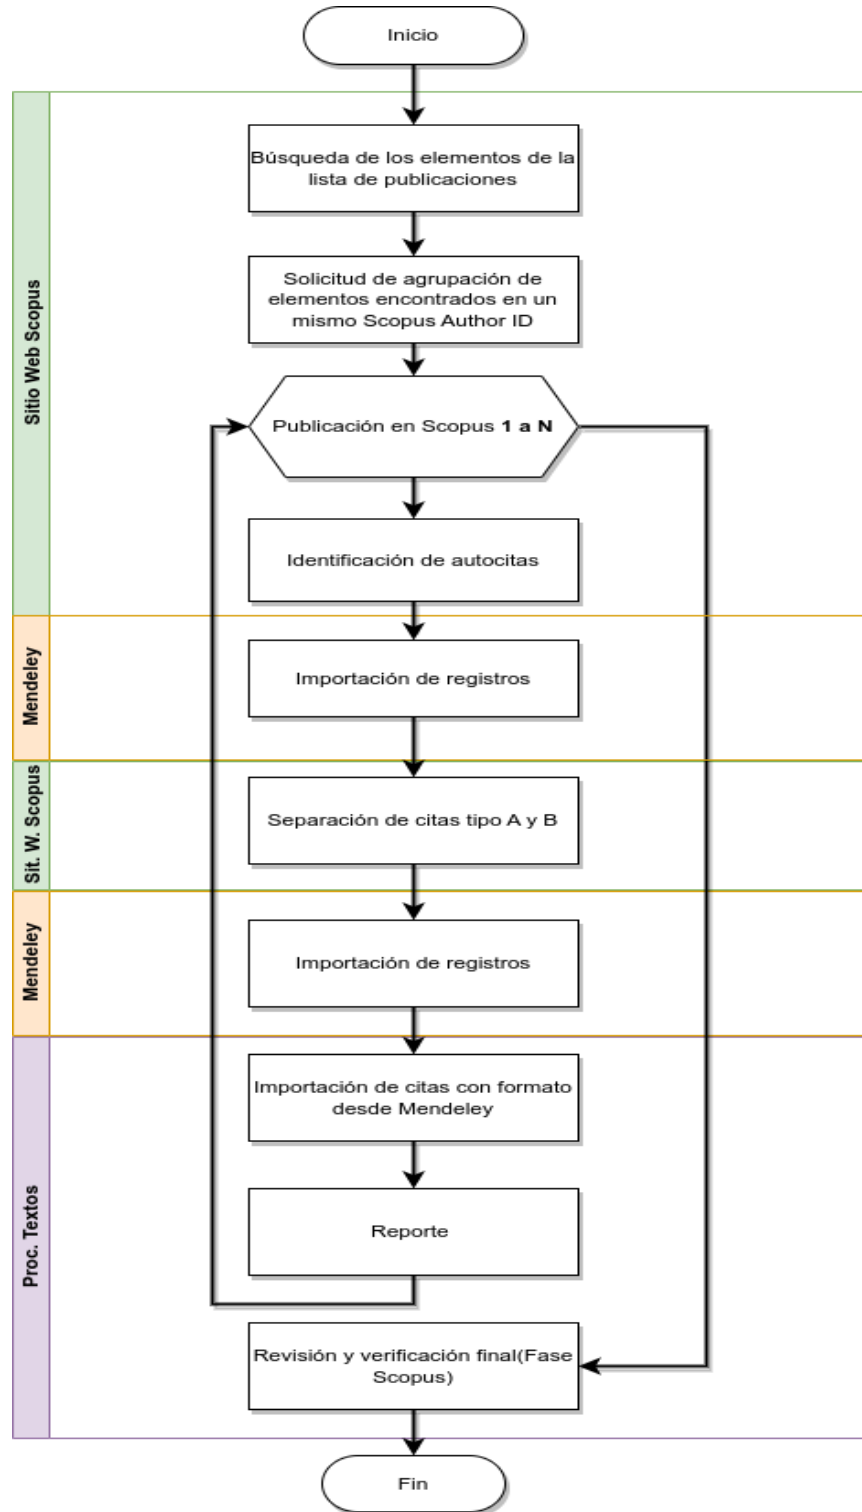 Inicio
Sitio Web Scopus
Búsqueda de los elementos de la
lista de publicaciones
Solicitud de agrupación de
elementos encontrados en un
mismo Scopus Author ID
Publicación en Scopus 1 a N
Identificación de autocitas
Mendeley
Importación de registros
Sit. W. Scopus
Separación de citas tipo A y B
Mendeley
Importación de registros
Proc. Textos
Importación de citas con formato
desde Mendeley
Reporte
Revisión y verificación final(Fase
Scopus)
Fin